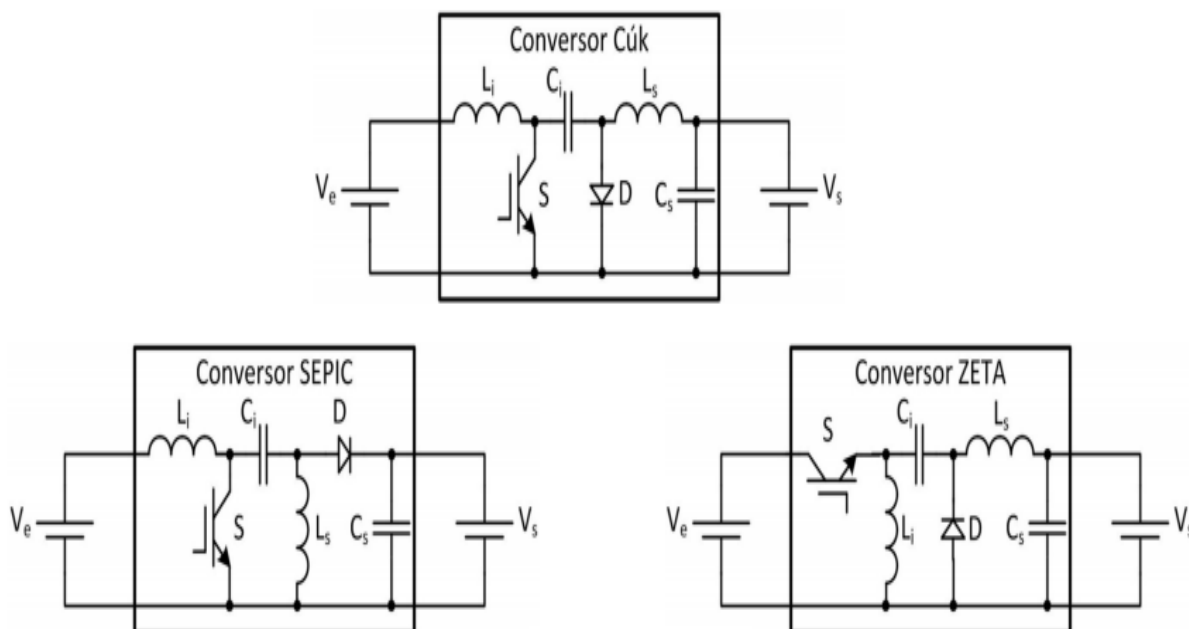 Conversor Cúk
Lᵢ
Cᵢ
Lₛ
Vₑ
S
D
Cₛ
Vₛ
Conversor SEPIC
Lᵢ
Cᵢ
D
Vₑ
S
Lₛ
Cₛ
Vₛ
Conversor ZETA
S
Cᵢ
Lₛ
Vₑ
Lᵢ
D
Cₛ
Vₛ